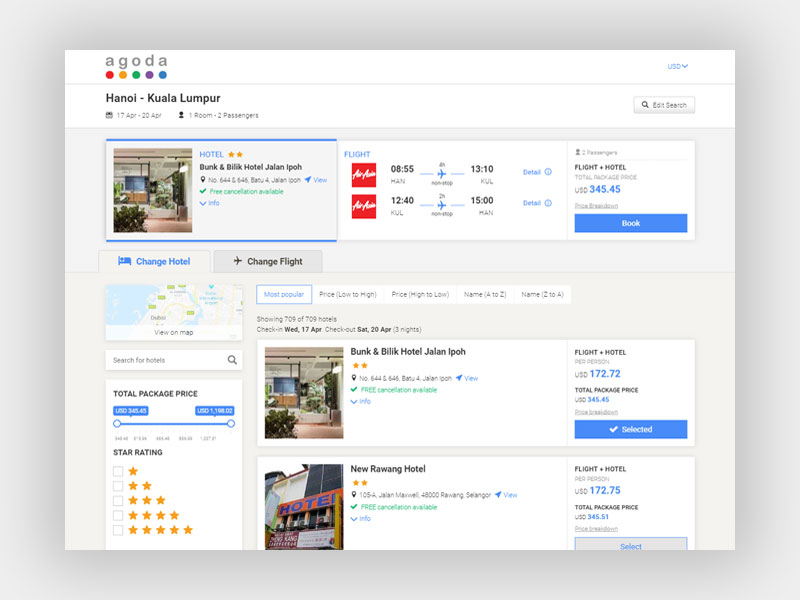 agoda
USD
Hanoi - Kuala Lumpur
17 Apr - 20 Apr
1 Room - 2 Passengers
Edit Search
HOTEL
Bunk & Bilik Hotel Jalan Ipoh
No. 644 & 646, Batu 4, Jalan Ipoh View
Free cancellation available
Info
FLIGHT
AirAsia
08:55
HAN
4h
non-stop
13:10
KUL
Detail
AirAsia
12:40
KUL
2h
non-stop
15:00
HAN
Detail
2 Passengers
FLIGHT + HOTEL
TOTAL PACKAGE PRICE
USD 345.45
Price Breakdown
Book
Change Hotel
Change Flight
View on map
Search for hotels
TOTAL PACKAGE PRICE
USD 345.45
USD 1,198.02
STAR RATING
Most popular
Price (Low to High)
Price (High to Low)
Name (A to Z)
Name (Z to A)
Showing 709 of 709 hotels
Check-in Wed, 17 Apr. Check-out Sat, 20 Apr (3 nights)
Bunk & Bilik Hotel Jalan Ipoh
No. 644 & 646, Batu 4, Jalan Ipoh View
FREE cancellation available
Info
FLIGHT + HOTEL
PER PERSON
USD 172.72
TOTAL PACKAGE PRICE
USD 345.45
Price breakdown
Selected
HOTEL
New Rawang Hotel
105-A, Jalan Maxwell, 48000 Rawang, Selangor View
FREE cancellation available
Info
FLIGHT + HOTEL
PER PERSON
USD 172.75
TOTAL PACKAGE PRICE
USD 345.51
Price breakdown
Select